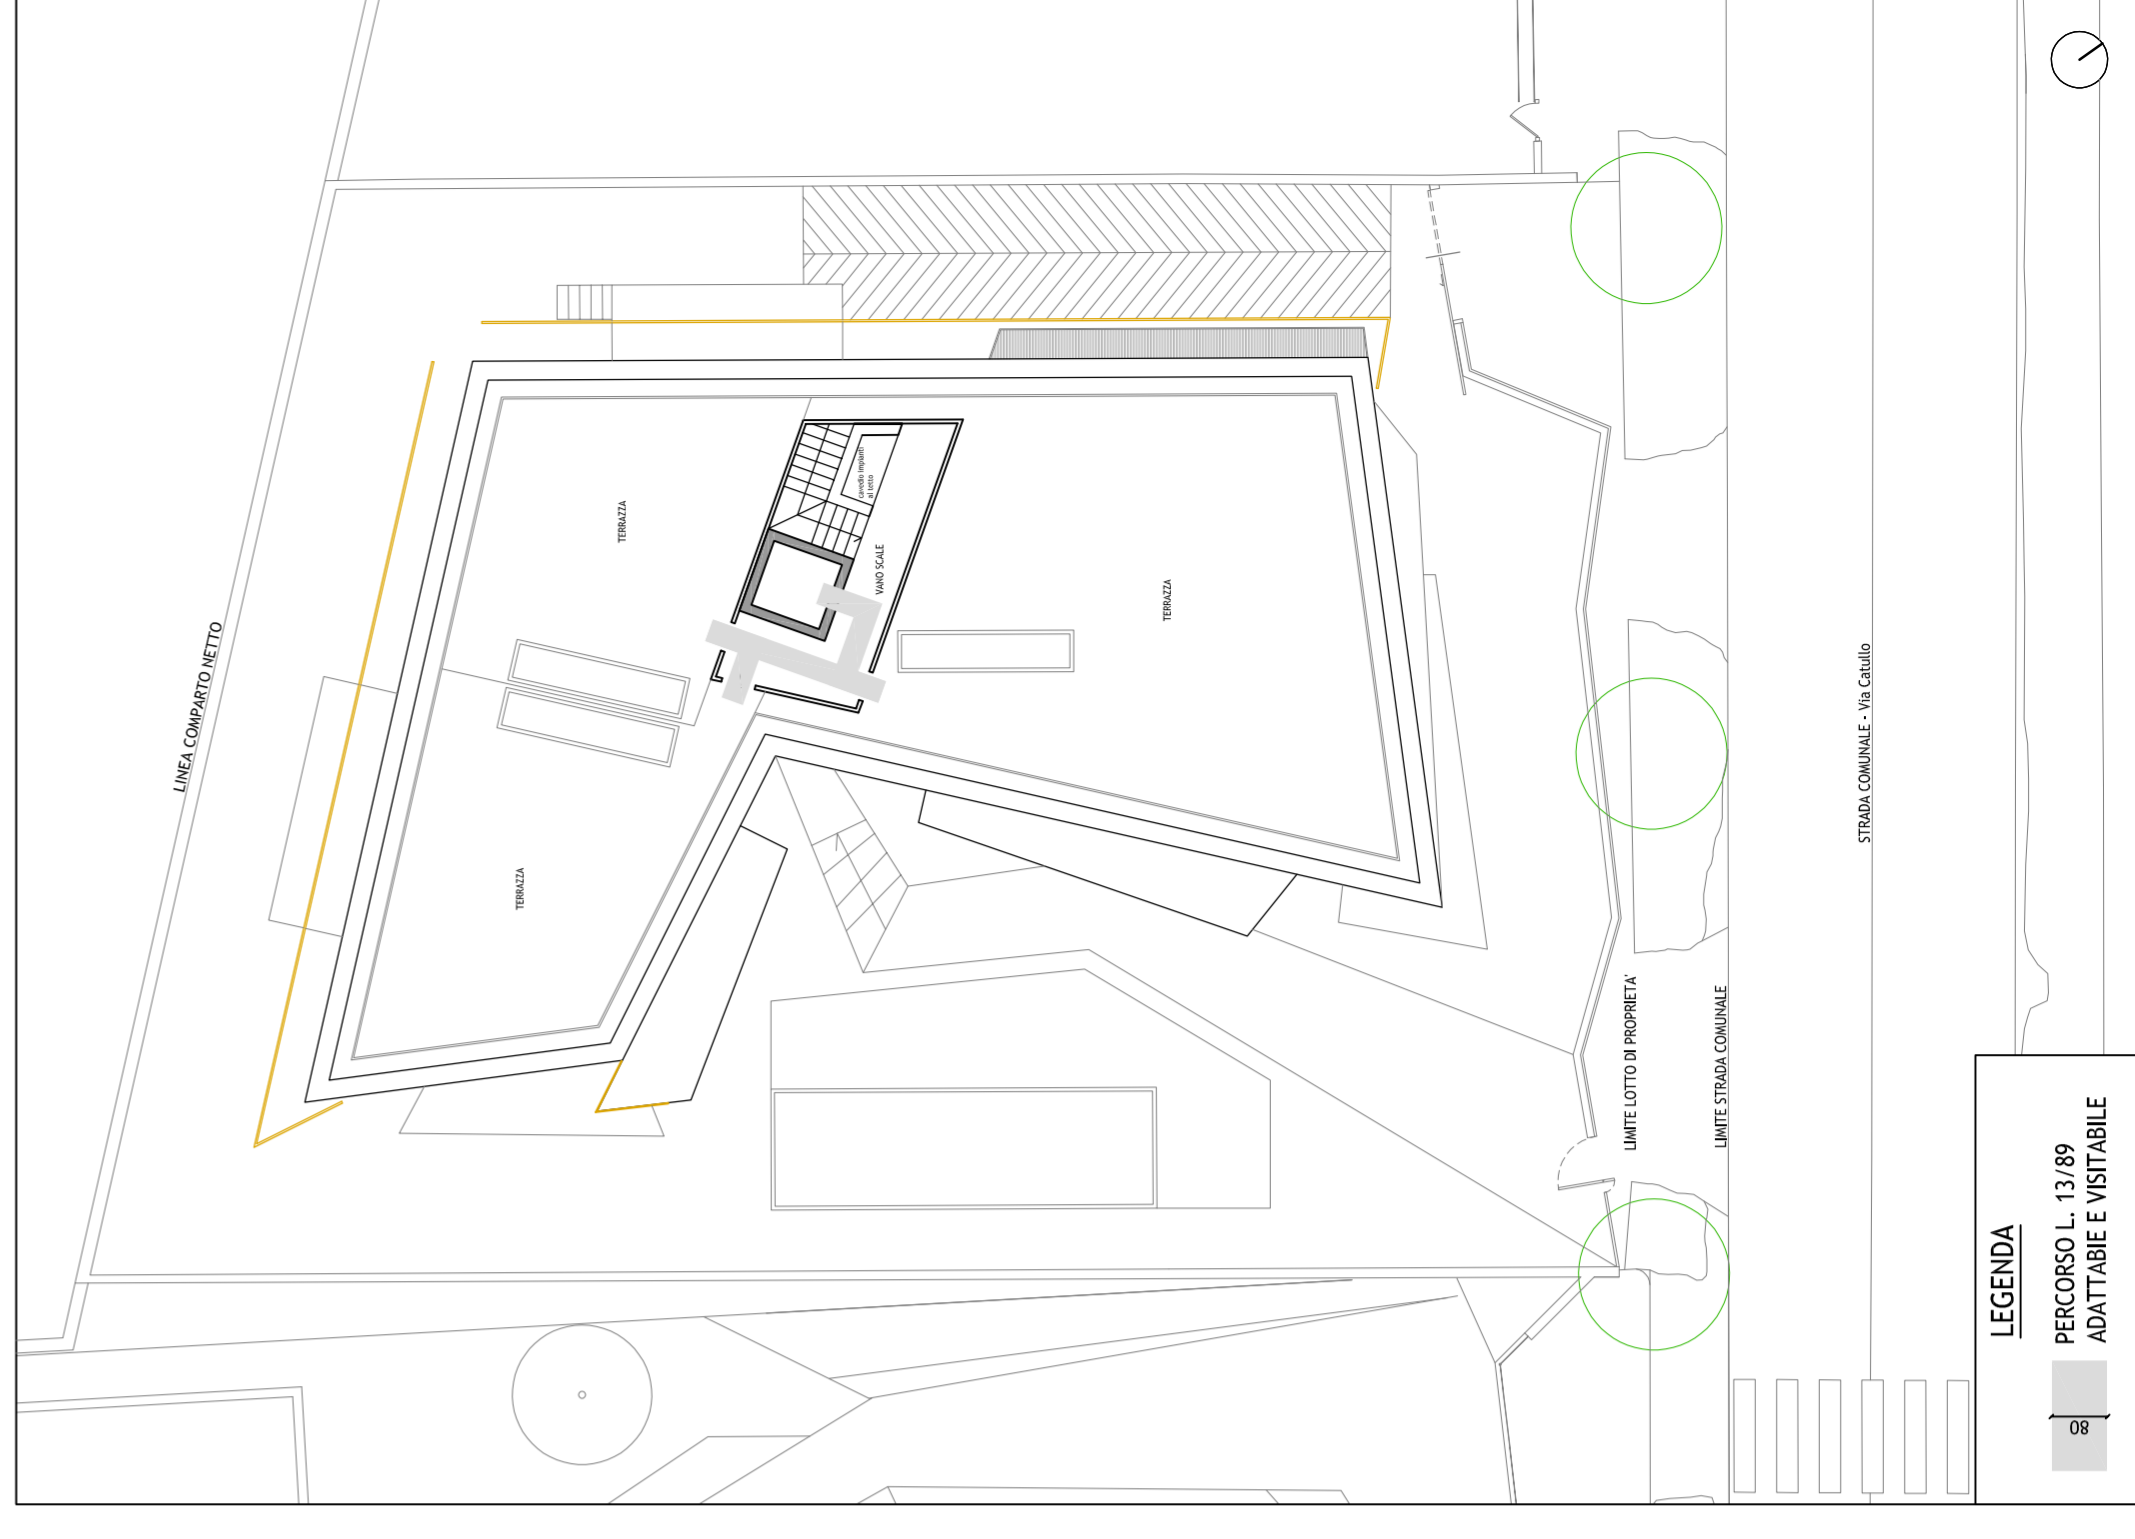 LINEA COMPARTO NETTO
TERRAZZA
TERRAZZA
cavedio impianti
al tetto
VANO SCALE
TERRAZZA
LIMITE LOTTO DI PROPRIETA'
LIMITE STRADA COMUNALE
STRADA COMUNALE - Via Catullo
LEGENDA
PERCORSO L. 13/89
ADATTABIE E VISITABILE
80